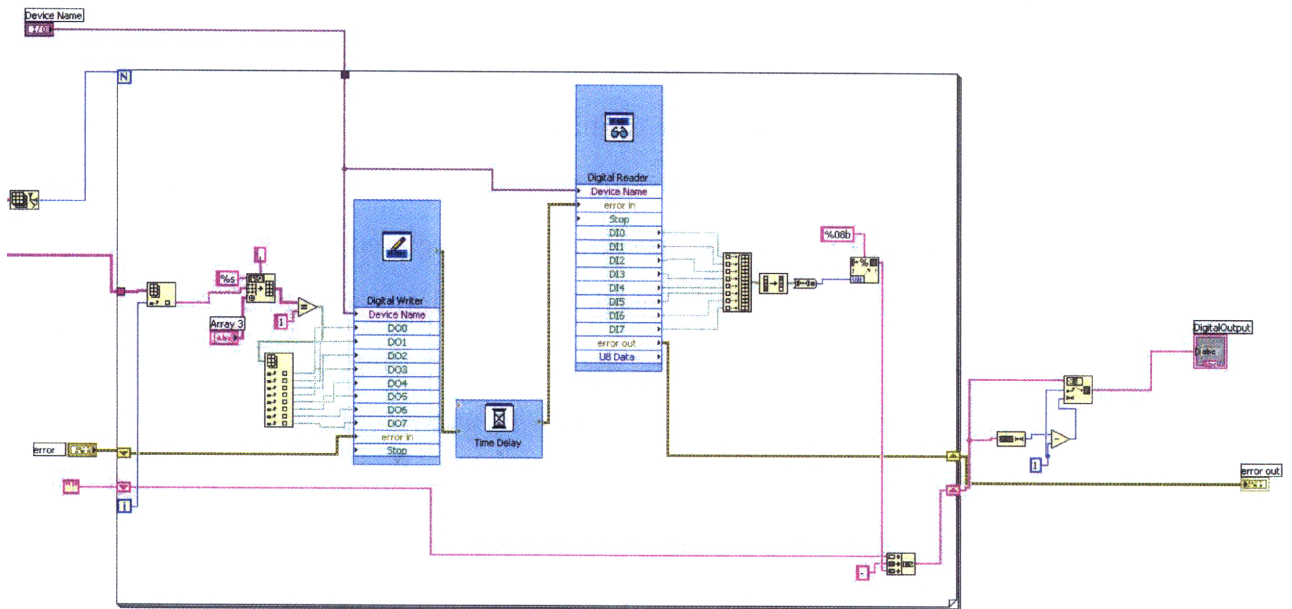 Device Name
I/O
N
Digital Reader
Device Name
error in
Stop
DI0
DI1
DI2
DI3
DI4
DI5
DI6
DI7
error out
U8 Data
%08b
,
%s
Array 3
abc
1
=
Digital Writer
Device Name
DO0
DO1
DO2
DO3
DO4
DO5
DO6
DO7
error in
Stop
Time Delay
DigitalOutput
abc
1
-
error
error out
i
-